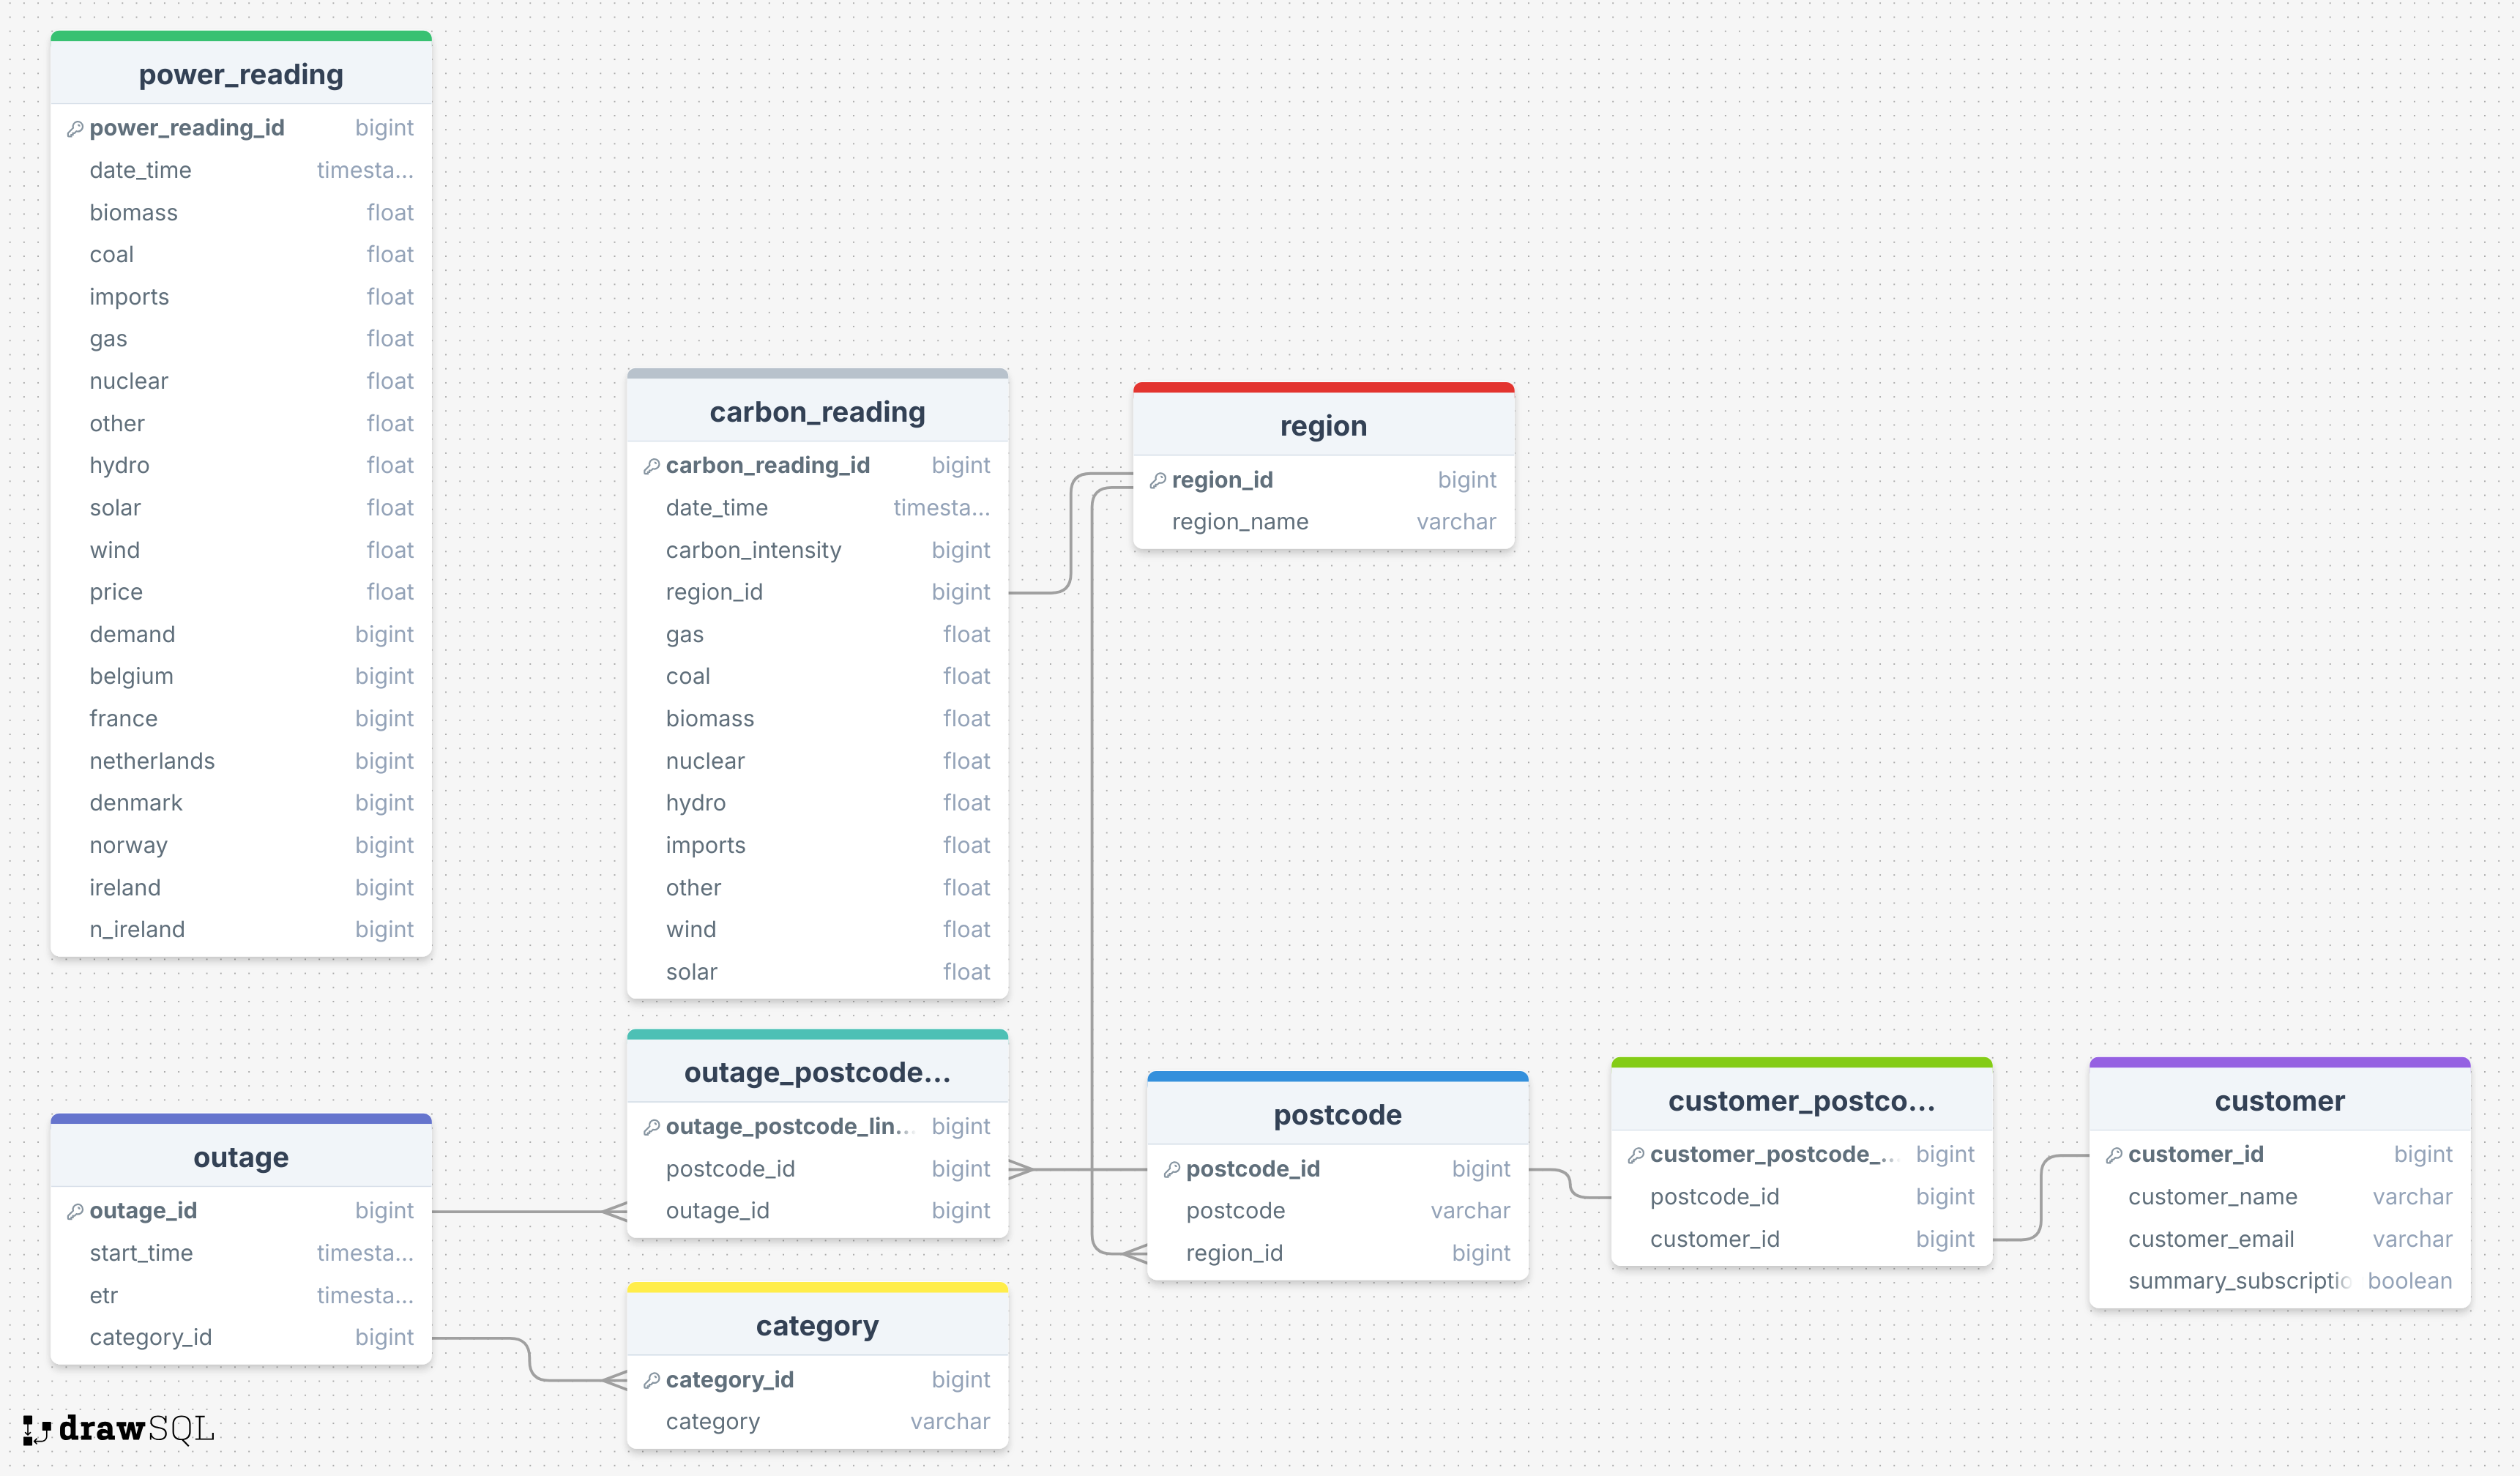 power_reading
power_reading_id bigint
date_time timesta...
biomass float
coal float
imports float
gas float
nuclear float
other float
hydro float
solar float
wind float
price float
demand bigint
belgium bigint
france bigint
netherlands bigint
denmark bigint
norway bigint
ireland bigint
n_ireland bigint
carbon_reading
carbon_reading_id bigint
date_time timesta...
carbon_intensity bigint
region_id bigint
gas float
coal float
biomass float
nuclear float
hydro float
imports float
other float
wind float
solar float
region
region_id bigint
region_name varchar
outage
outage_id bigint
start_time timesta...
etr timesta...
category_id bigint
outage_postcode...
outage_postcode_lin... bigint
postcode_id bigint
outage_id bigint
category
category_id bigint
category varchar
postcode
postcode_id bigint
postcode varchar
region_id bigint
customer_postco...
customer_postcode_... bigint
postcode_id bigint
customer_id bigint
customer
customer_id bigint
customer_name varchar
customer_email varchar
summary_subscriptio boolean
drawSQL